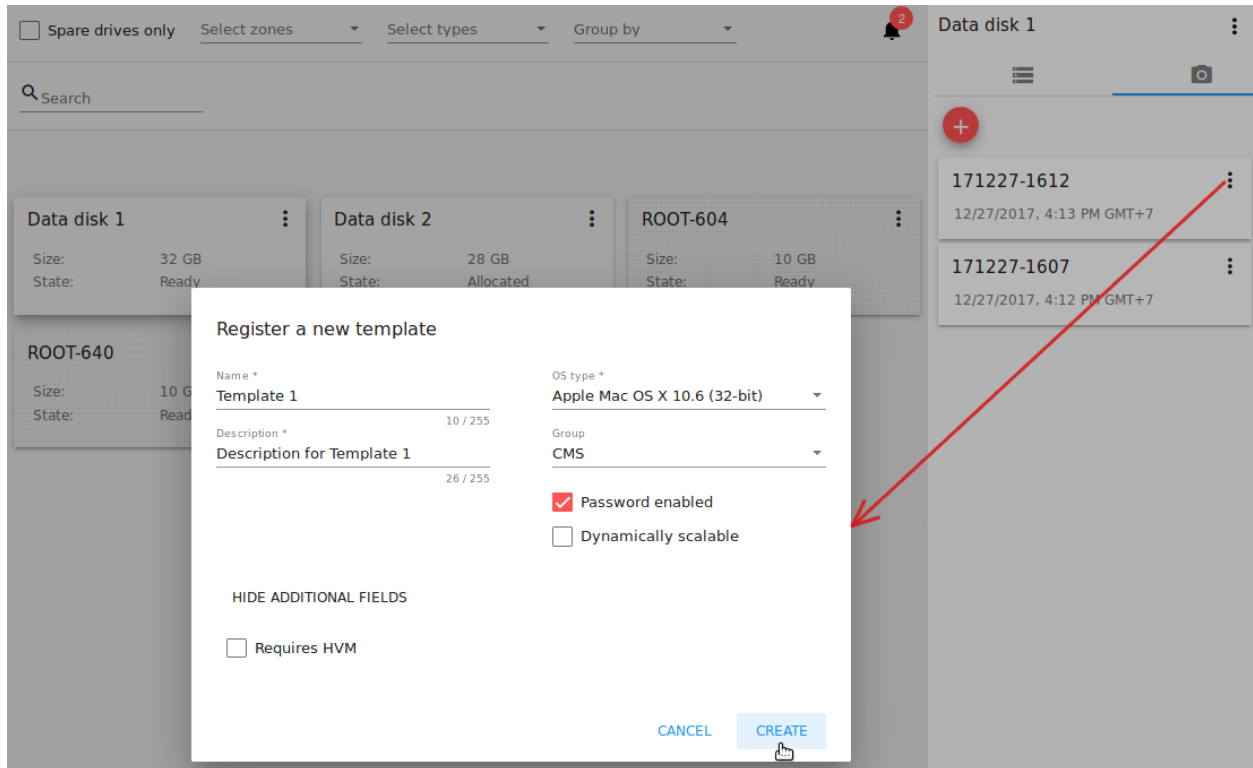 Spare drives only
Select zones
Select types
Group by
2
Search
Data disk 1
Size: 32 GB
State: Ready
Data disk 2
Size: 28 GB
State: Allocated
ROOT-604
Size: 10 GB
State: Ready
ROOT-640
Size: 10 G
State: Read
Register a new template
Name *
Template 1
10 / 255
Description *
Description for Template 1
26 / 255
OS type *
Apple Mac OS X 10.6 (32-bit)
Group
CMS
Password enabled
Dynamically scalable
HIDE ADDITIONAL FIELDS
Requires HVM
CANCEL
CREATE
Data disk 1
171227-1612
12/27/2017, 4:13 PM GMT+7
171227-1607
12/27/2017, 4:12 PM GMT+7